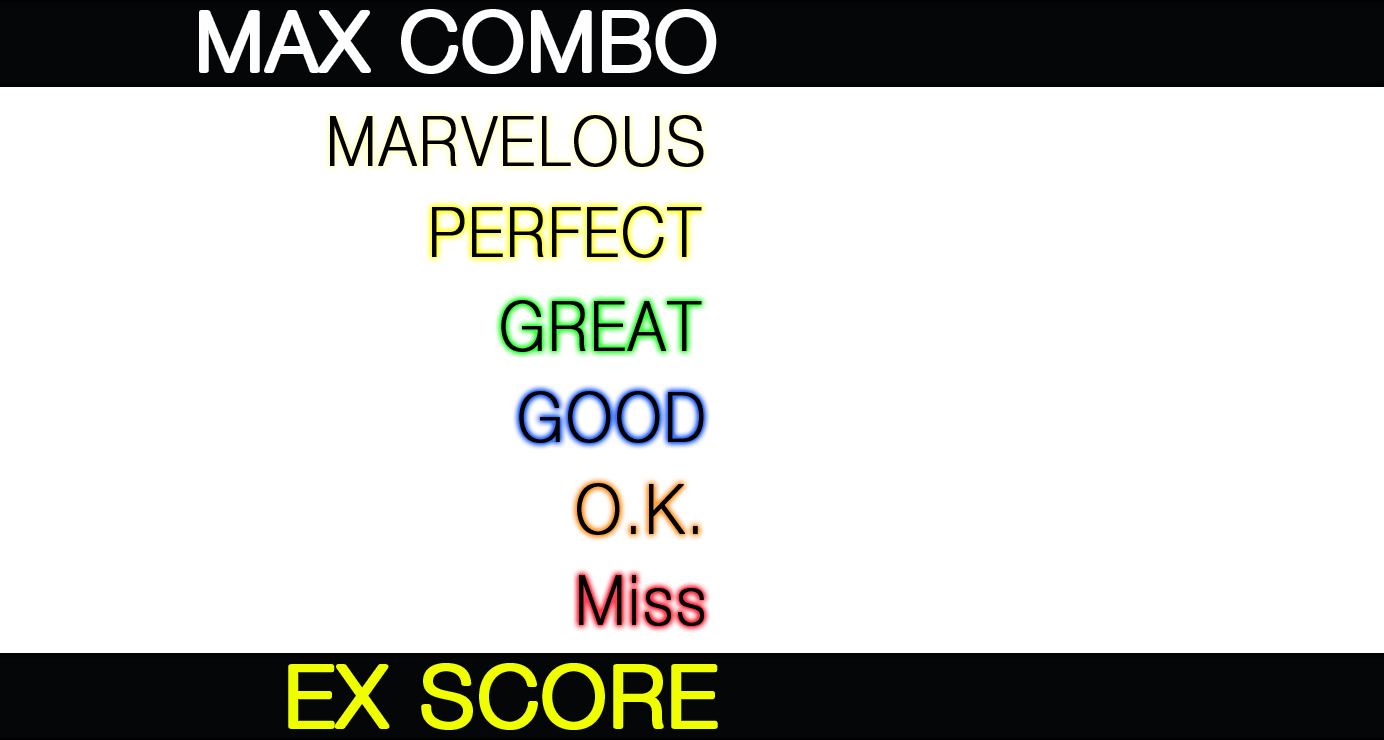 MAX COMBO
MARVELOUS
PERFECT
GREAT
GOOD
O.K.
Miss
EX SCORE